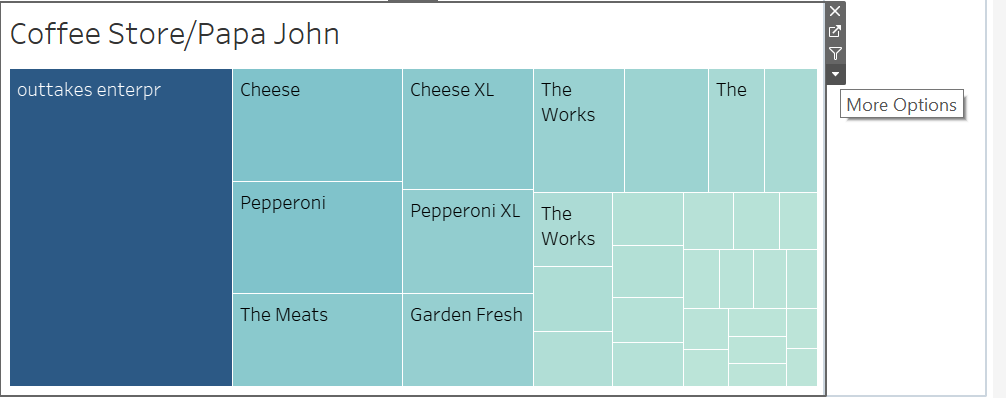 Coffee Store/Papa John
outtakes enterpr
Cheese
Cheese XL
The
Works
The
More Options
Pepperoni
Pepperoni XL
The
Works
The Meats
Garden Fresh